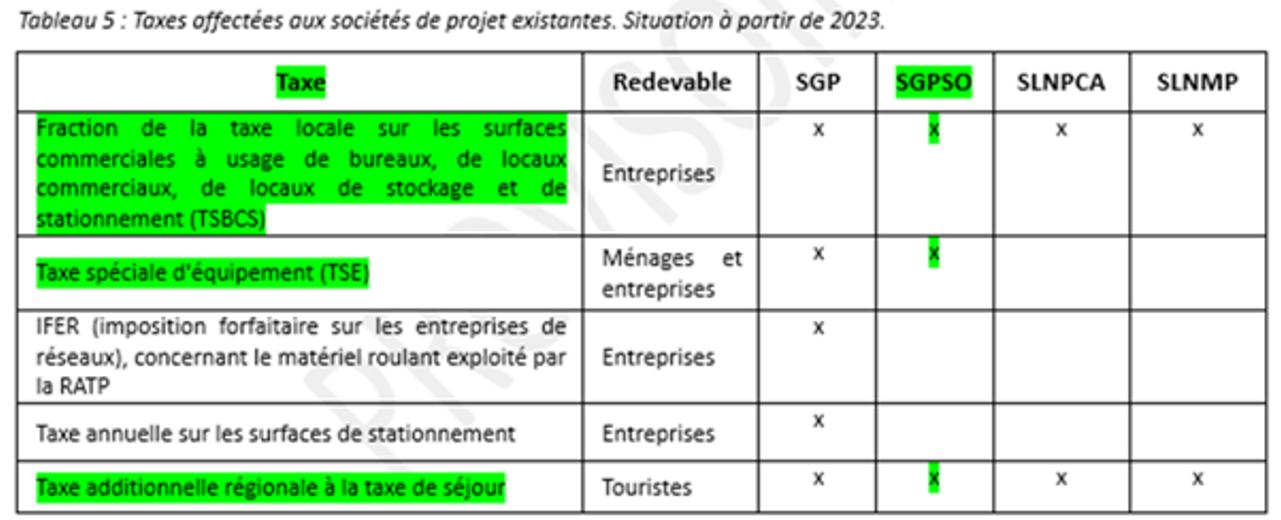 Tableau 5 : Taxes affectées aux sociétés de projet existantes. Situation à partir de 2023.
Taxe Redevable SGP SGPSO SLNPCA SLNMP
Fraction de la taxe locale sur les surfaces
commerciales à usage de bureaux, de locaux
commerciaux, de locaux de stockage et de
stationnement (TSBCS)
Entreprises
x x x x
Taxe spéciale d'équipement (TSE)
Ménages et
entreprises
x x
IFER (imposition forfaitaire sur les entreprises de
réseaux), concernant le matériel roulant exploité par
la RATP
Entreprises
x
Taxe annuelle sur les surfaces de stationnement
Entreprises
x
Taxe additionnelle régionale à la taxe de séjour
Touristes
x x x x